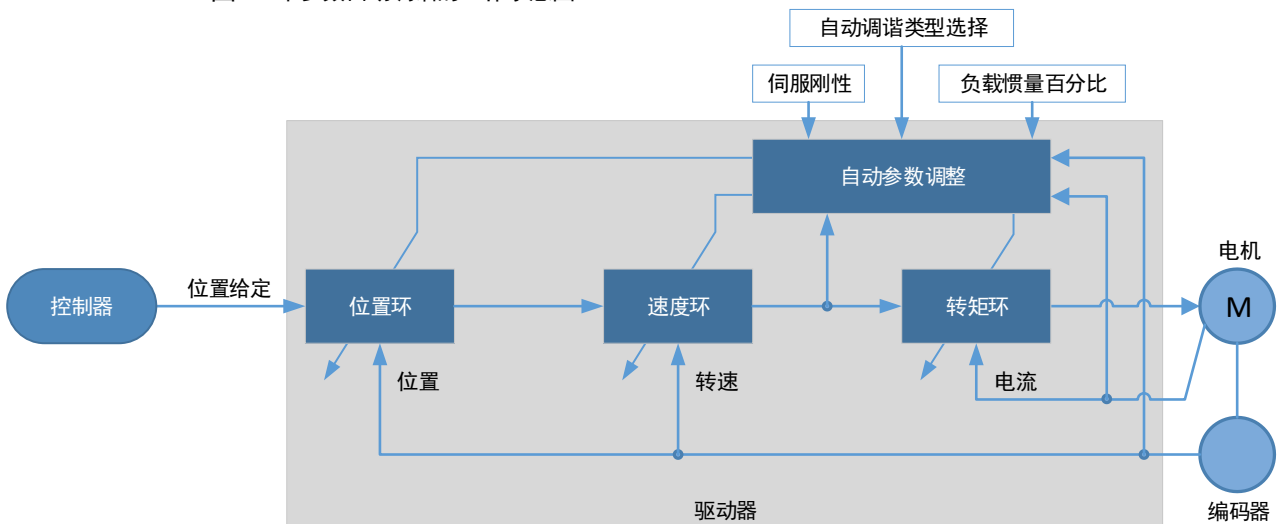 自动调谐类型选择
伺服刚性
负载惯量百分比
自动参数调整
电机
控制器
位置给定
位置环
速度环
转矩环
M
位置
转速
电流
驱动器
编码器